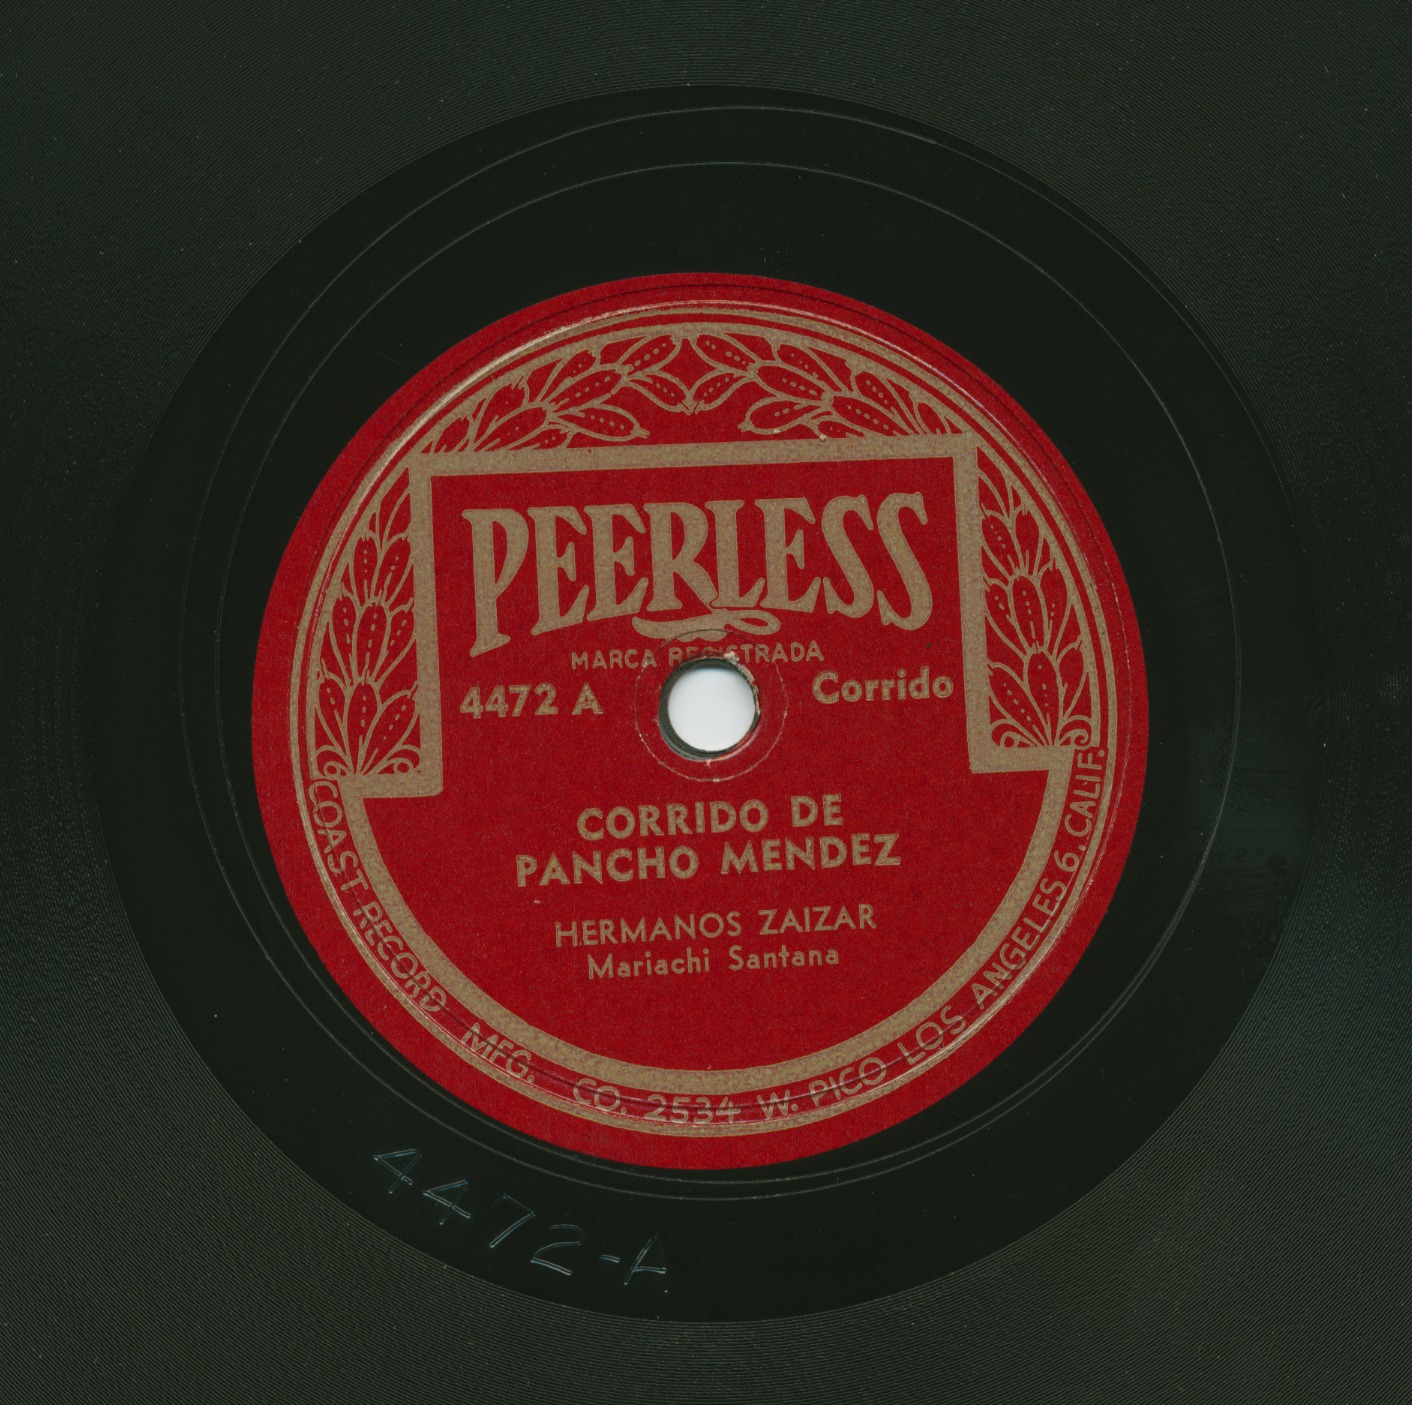 PEERLESS
MARCA REGISTRADA
4472 A
Corrido
CORRIDO DE
PANCHO MENDEZ
HERMANOS ZAIZAR
Mariachi Santana
COAST RECORD MFG. CO. 2534 W. PICO LOS ANGELES 6, CALIF.
4472-A